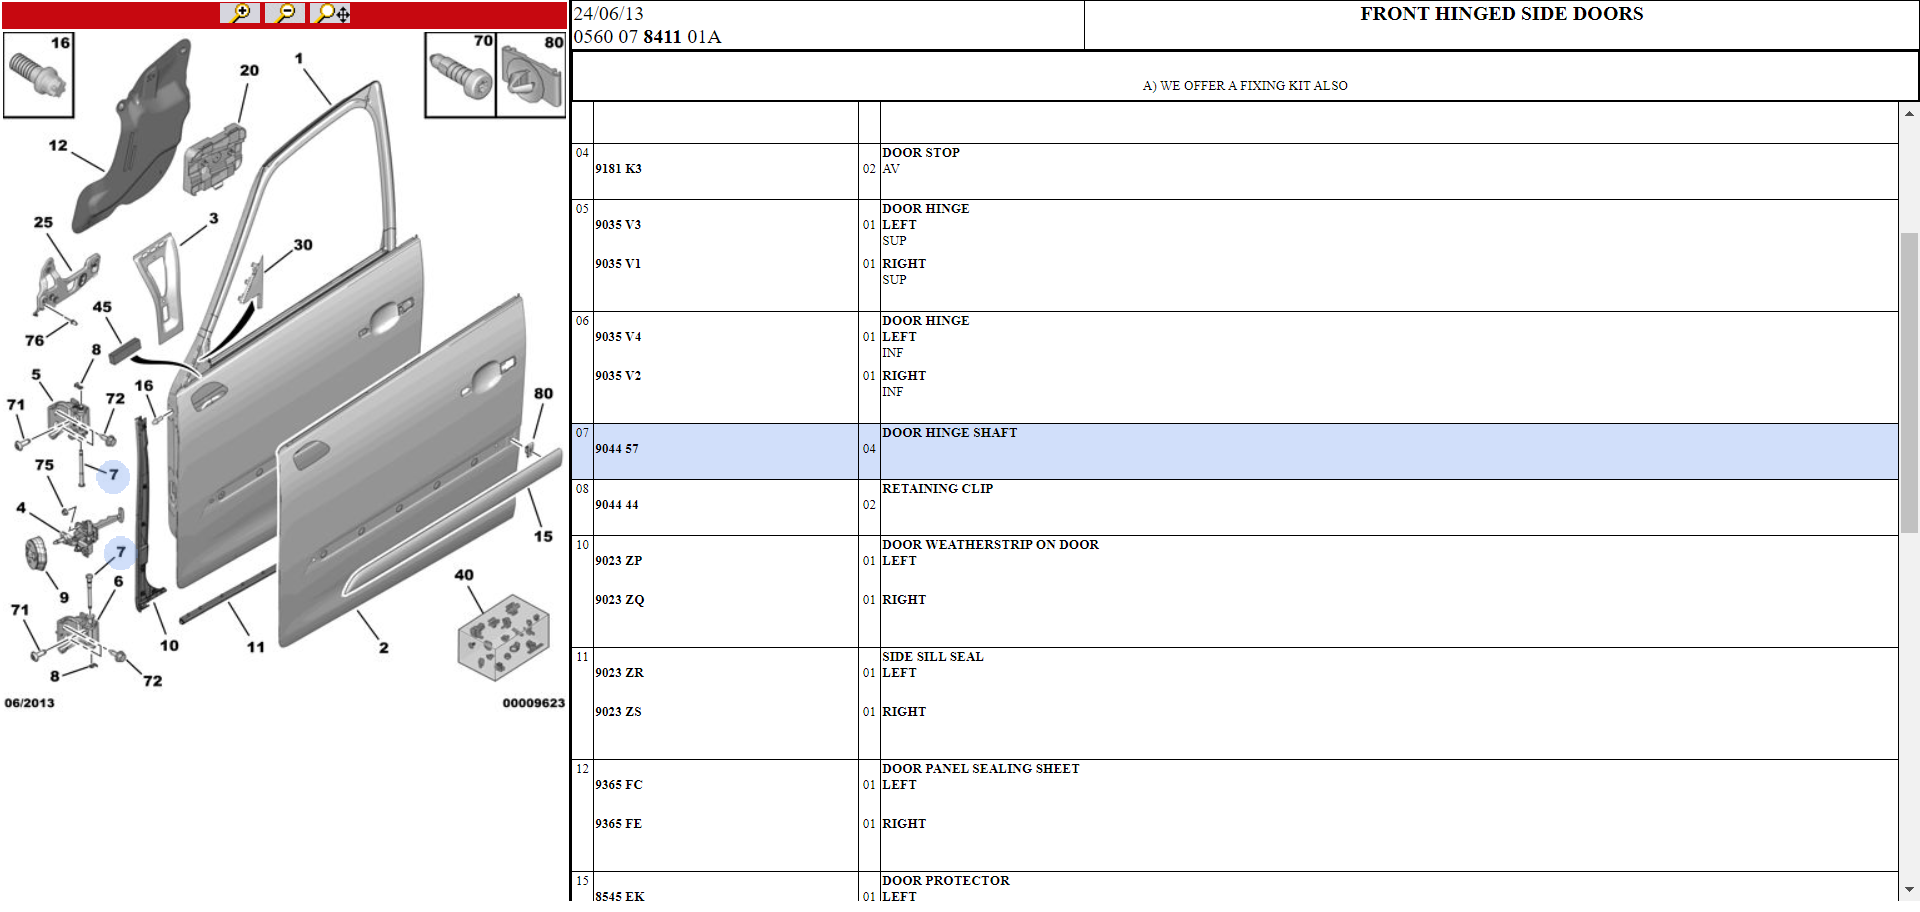 16
70
80
1
20
12
3
25
30
45
76
8
5
16
71
72
80
75
7
4
7
15
9
6
40
71
10
11
2
8
72
06/2013
00009623
24/06/13
0560 07 8411 01A
FRONT HINGED SIDE DOORS
A) WE OFFER A FIXING KIT ALSO
04 DOOR STOP
9181 K3 02 AV
05 DOOR HINGE
9035 V3 01 LEFT
SUP
9035 V1 01 RIGHT
SUP
06 DOOR HINGE
9035 V4 01 LEFT
INF
9035 V2 01 RIGHT
INF
07 DOOR HINGE SHAFT
9044 57 04
08 RETAINING CLIP
9044 44 02
10 DOOR WEATHERSTRIP ON DOOR
9023 ZP 01 LEFT
9023 ZQ 01 RIGHT
11 SIDE SILL SEAL
9023 ZR 01 LEFT
9023 ZS 01 RIGHT
12 DOOR PANEL SEALING SHEET
9365 FC 01 LEFT
9365 FE 01 RIGHT
15 DOOR PROTECTOR
8545 EK 01 LEFT